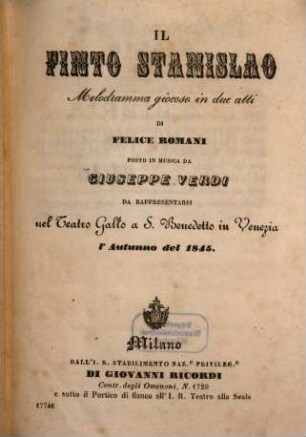 IL
FINTO STANISLAO
Melodramma giocoso in due atti
DI
FELICE ROMANI
POSTO IN MUSICA DA
GIUSEPPE VERDI
DA RAPPRESENTARSI
nel Teatro Gallo a S. Benedetto in Venezia
l'Autunno del 1845.
Milano
DALL'I. R. STABILIMENTO NAZ.º PRIVILEG.º
DI GIOVANNI RICORDI
Contr. degli Omenoni, N. 1720
e sotto il Portico di fianco all'I. R. Teatro alla Scala
17746